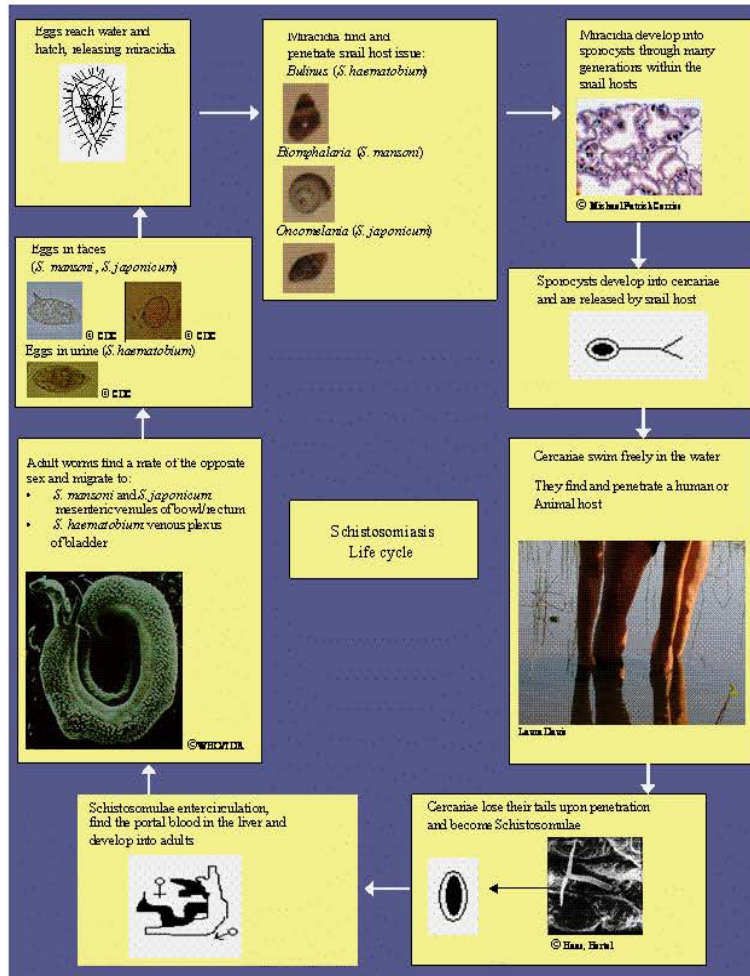 Eggs reach water and
hatch, releasing miracidia
Miracidia find and
penetrate snail host issue:
Bulinus (S. haematobium)
Biomphalaria (S. mansoni)
Oncomelania (S. japonicum)
Miracidia develop into
sporocysts through many
generations within the
snail hosts
© Michael Patrick
Sporocysts develop into cercariae
and are released by snail host
Cercariae swim freely in the water
They find and penetrate a human or
Animal host
Laura Davis
Cercariae lose their tails upon penetration
and become Schistosomulae
© Haas, Hertel
Schistosomulae enter circulation,
find the portal blood in the liver and
develop into adults
Adult worms find a mate of the opposite
sex and migrate to:
• S. mansoni and S. japonicum
mesenteric venules of bowl/rectum
• S. haematobium venous plexus
of bladder
© WHO/TDR
Eggs in faces
(S. mansoni, S. japonicum)
© CDC
© CDC
Eggs in urine (S. haematobium)
© CDC
Schistosomiasis
Life cycle